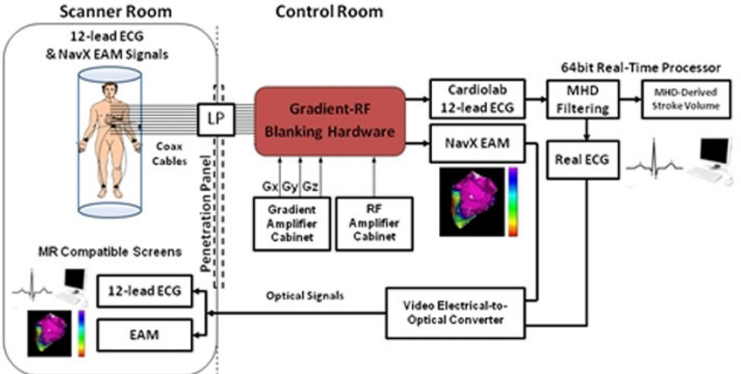 Scanner Room
Control Room
12-lead ECG
& NavX EAM Signals
Coax
Cables
LP
Penetration Panel
Gradient-RF
Blanking Hardware
Gx Gy Gz
Gradient
Amplifier
Cabinet
RF
Amplifier
Cabinet
Cardiolab
12-lead ECG
NavX EAM
64bit Real-Time Processor
MHD
Filtering
MHD-Derived
Stroke Volume
Real ECG
MR Compatible Screens
12-lead ECG
EAM
Optical Signals
Video Electrical-to-
Optical Converter